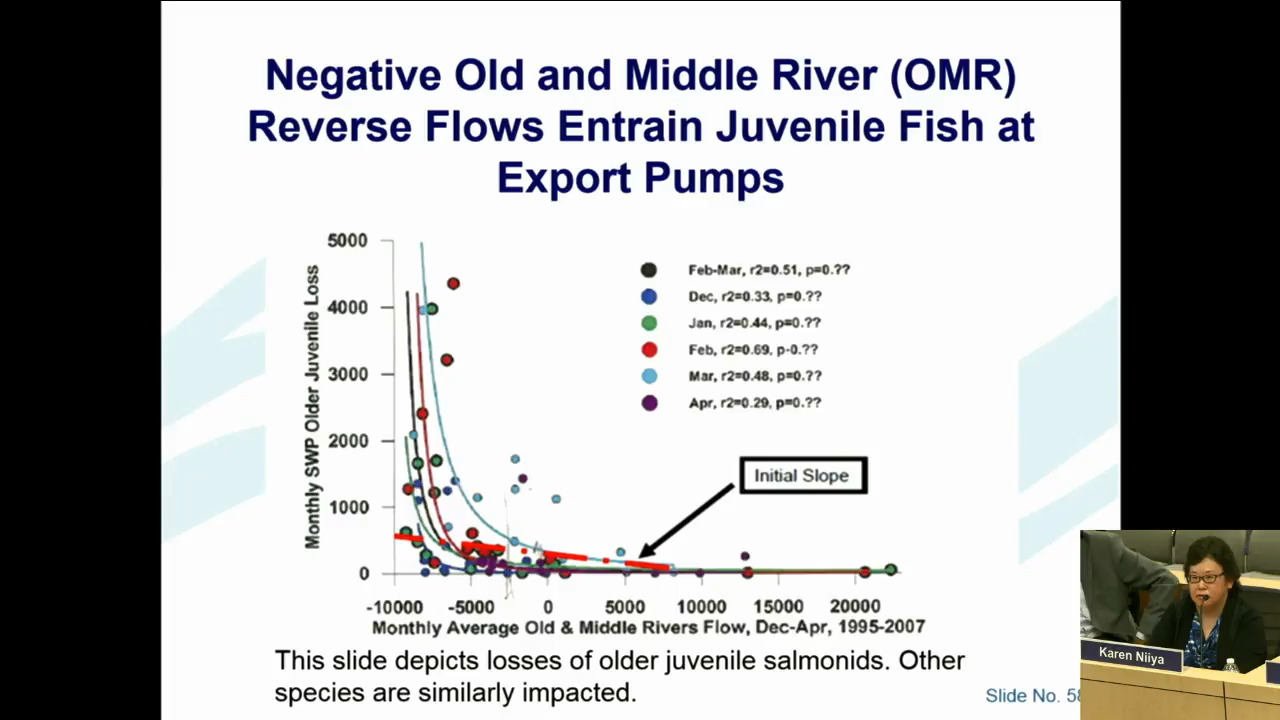 Negative Old and Middle River (OMR)
Reverse Flows Entrain Juvenile Fish at
Export Pumps
Monthly SWP Older Juvenile Loss
5000
4000
3000
2000
1000
0
Feb-Mar, r2=0.51, p=0.??
Dec, r2=0.33, p=0.??
Jan, r2=0.44, p=0.??
Feb, r2=0.69, p-0.??
Mar, r2=0.48, p=0.??
Apr, r2=0.29, p=0.??
Initial Slope
-10000 -5000 0 5000 10000 15000 20000
Monthly Average Old & Middle Rivers Flow, Dec-Apr, 1995-2007
This slide depicts losses of older juvenile salmonids. Other
species are similarly impacted.
Slide No. 5
Karen Niiya